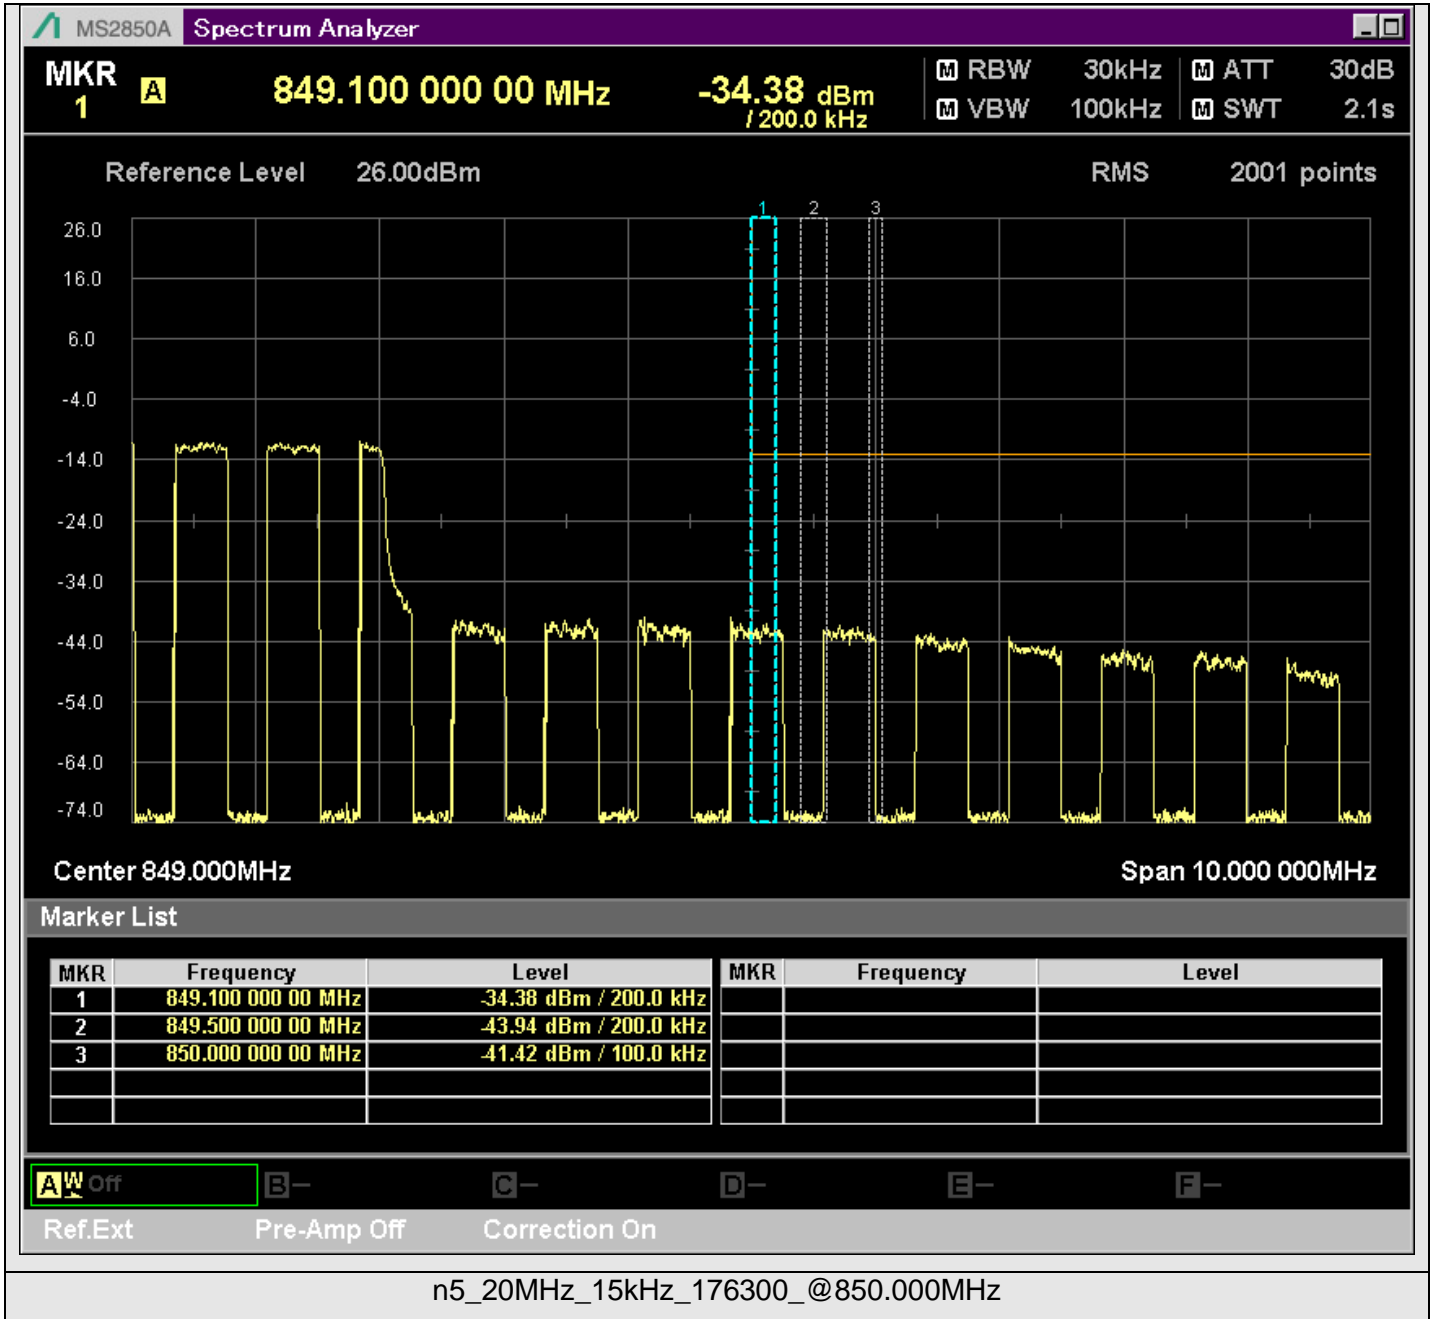 MS2850A Spectrum Analyzer
MKR 1 A 849.100 000 00 MHz -34.38 dBm / 200.0 kHz
M RBW 30kHz M ATT 30dB
M VBW 100kHz M SWT 2.1s
Reference Level 26.00dBm RMS 2001 points
1 2 3
26.0
16.0
6.0
-4.0
-14.0
-24.0
-34.0
-44.0
-54.0
-64.0
-74.0
Center 849.000MHz Span 10.000 000MHz
Marker List
MKR Frequency Level MKR Frequency Level
1 849.100 000 00 MHz -34.38 dBm / 200.0 kHz
2 849.500 000 00 MHz -43.94 dBm / 200.0 kHz
3 850.000 000 00 MHz -41.42 dBm / 100.0 kHz
A W Off B – C – D – E – F –
Ref.Ext Pre-Amp Off Correction On
n5_20MHz_15kHz_176300_@850.000MHz